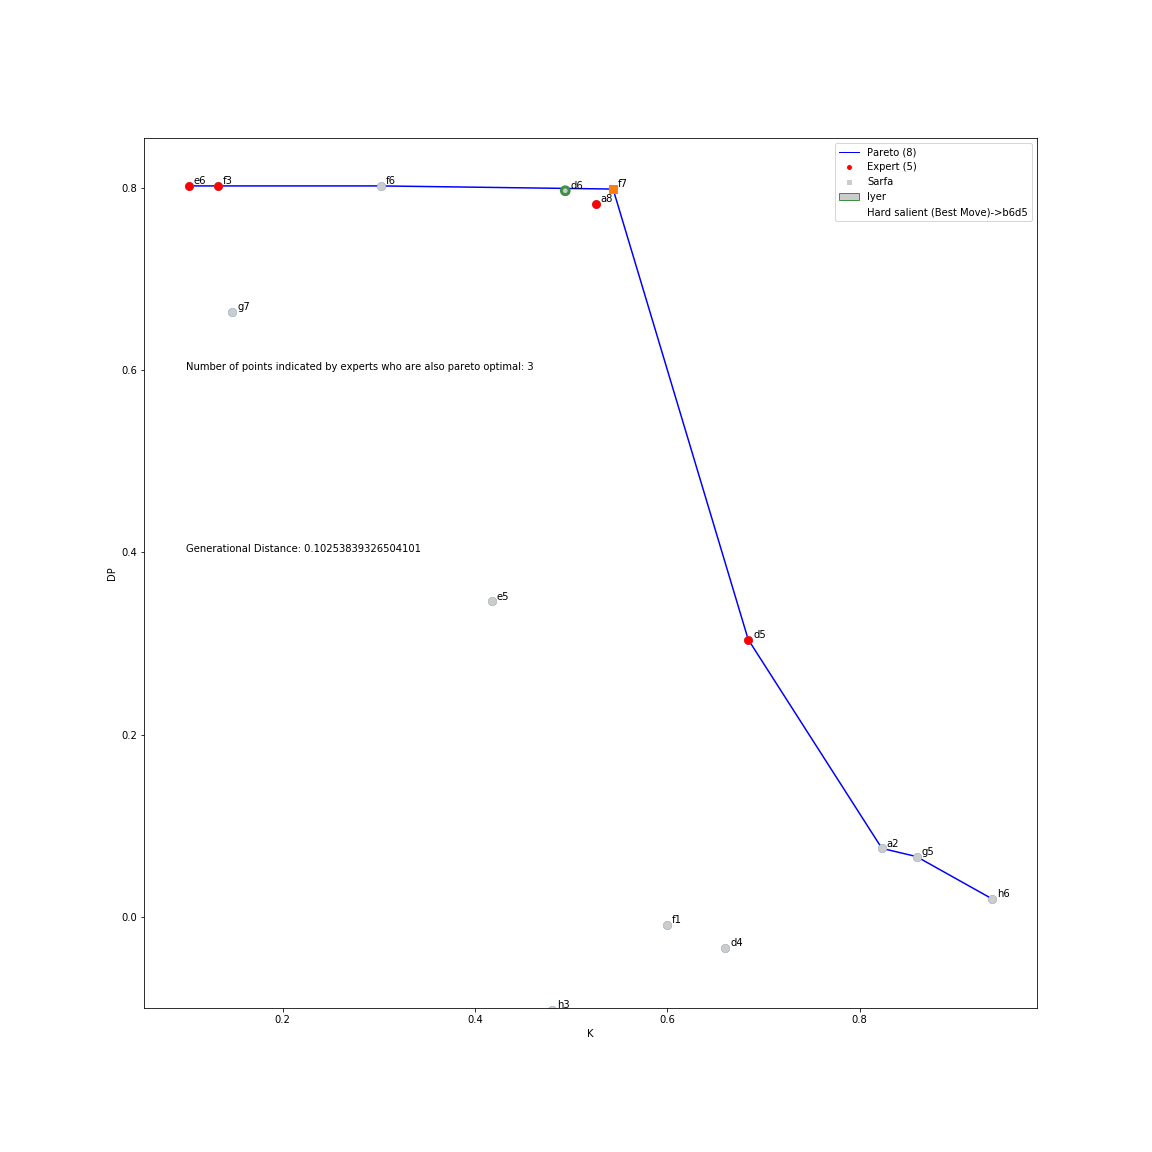 Pareto (8)
Expert (5)
Sarfa
Iyer
Hard salient (Best Move)->b6d5
e6
f3
f6
d6
f7
a8
g7
Number of points indicated by experts who are also pareto optimal: 3
Generational Distance: 0.10253839326504101
e5
d5
a2
g5
h6
f1
d4
h3
0.8
0.6
0.4
0.2
0.0
DP
0.2
0.4
0.6
0.8
K